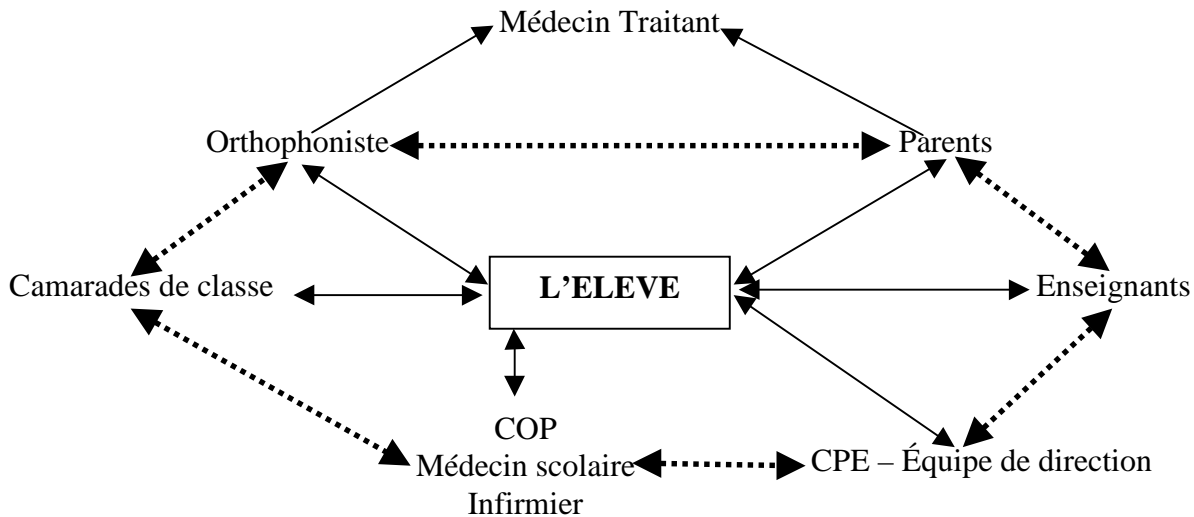 Médecin Traitant
Orthophoniste
Parents
Camarades de classe
L'ELEVE
Enseignants
COP
Médecin scolaire
Infirmier
CPE – Équipe de direction